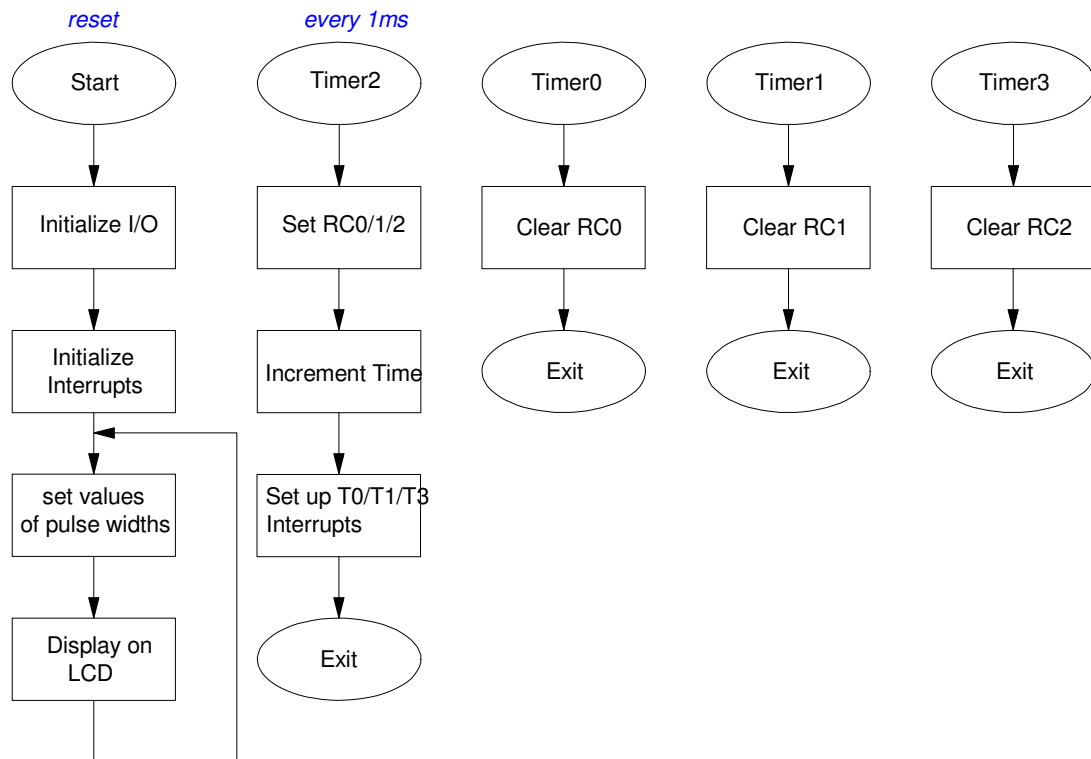 reset
every 1ms
Start
Timer2
Timer0
Timer1
Timer3
Initialize I/O
Set RC0/1/2
Clear RC0
Clear RC1
Clear RC2
Initialize
Interrupts
Increment Time
Exit
Exit
Exit
set values
of pulse widths
Set up T0/T1/T3
Interrupts
Display on
LCD
Exit